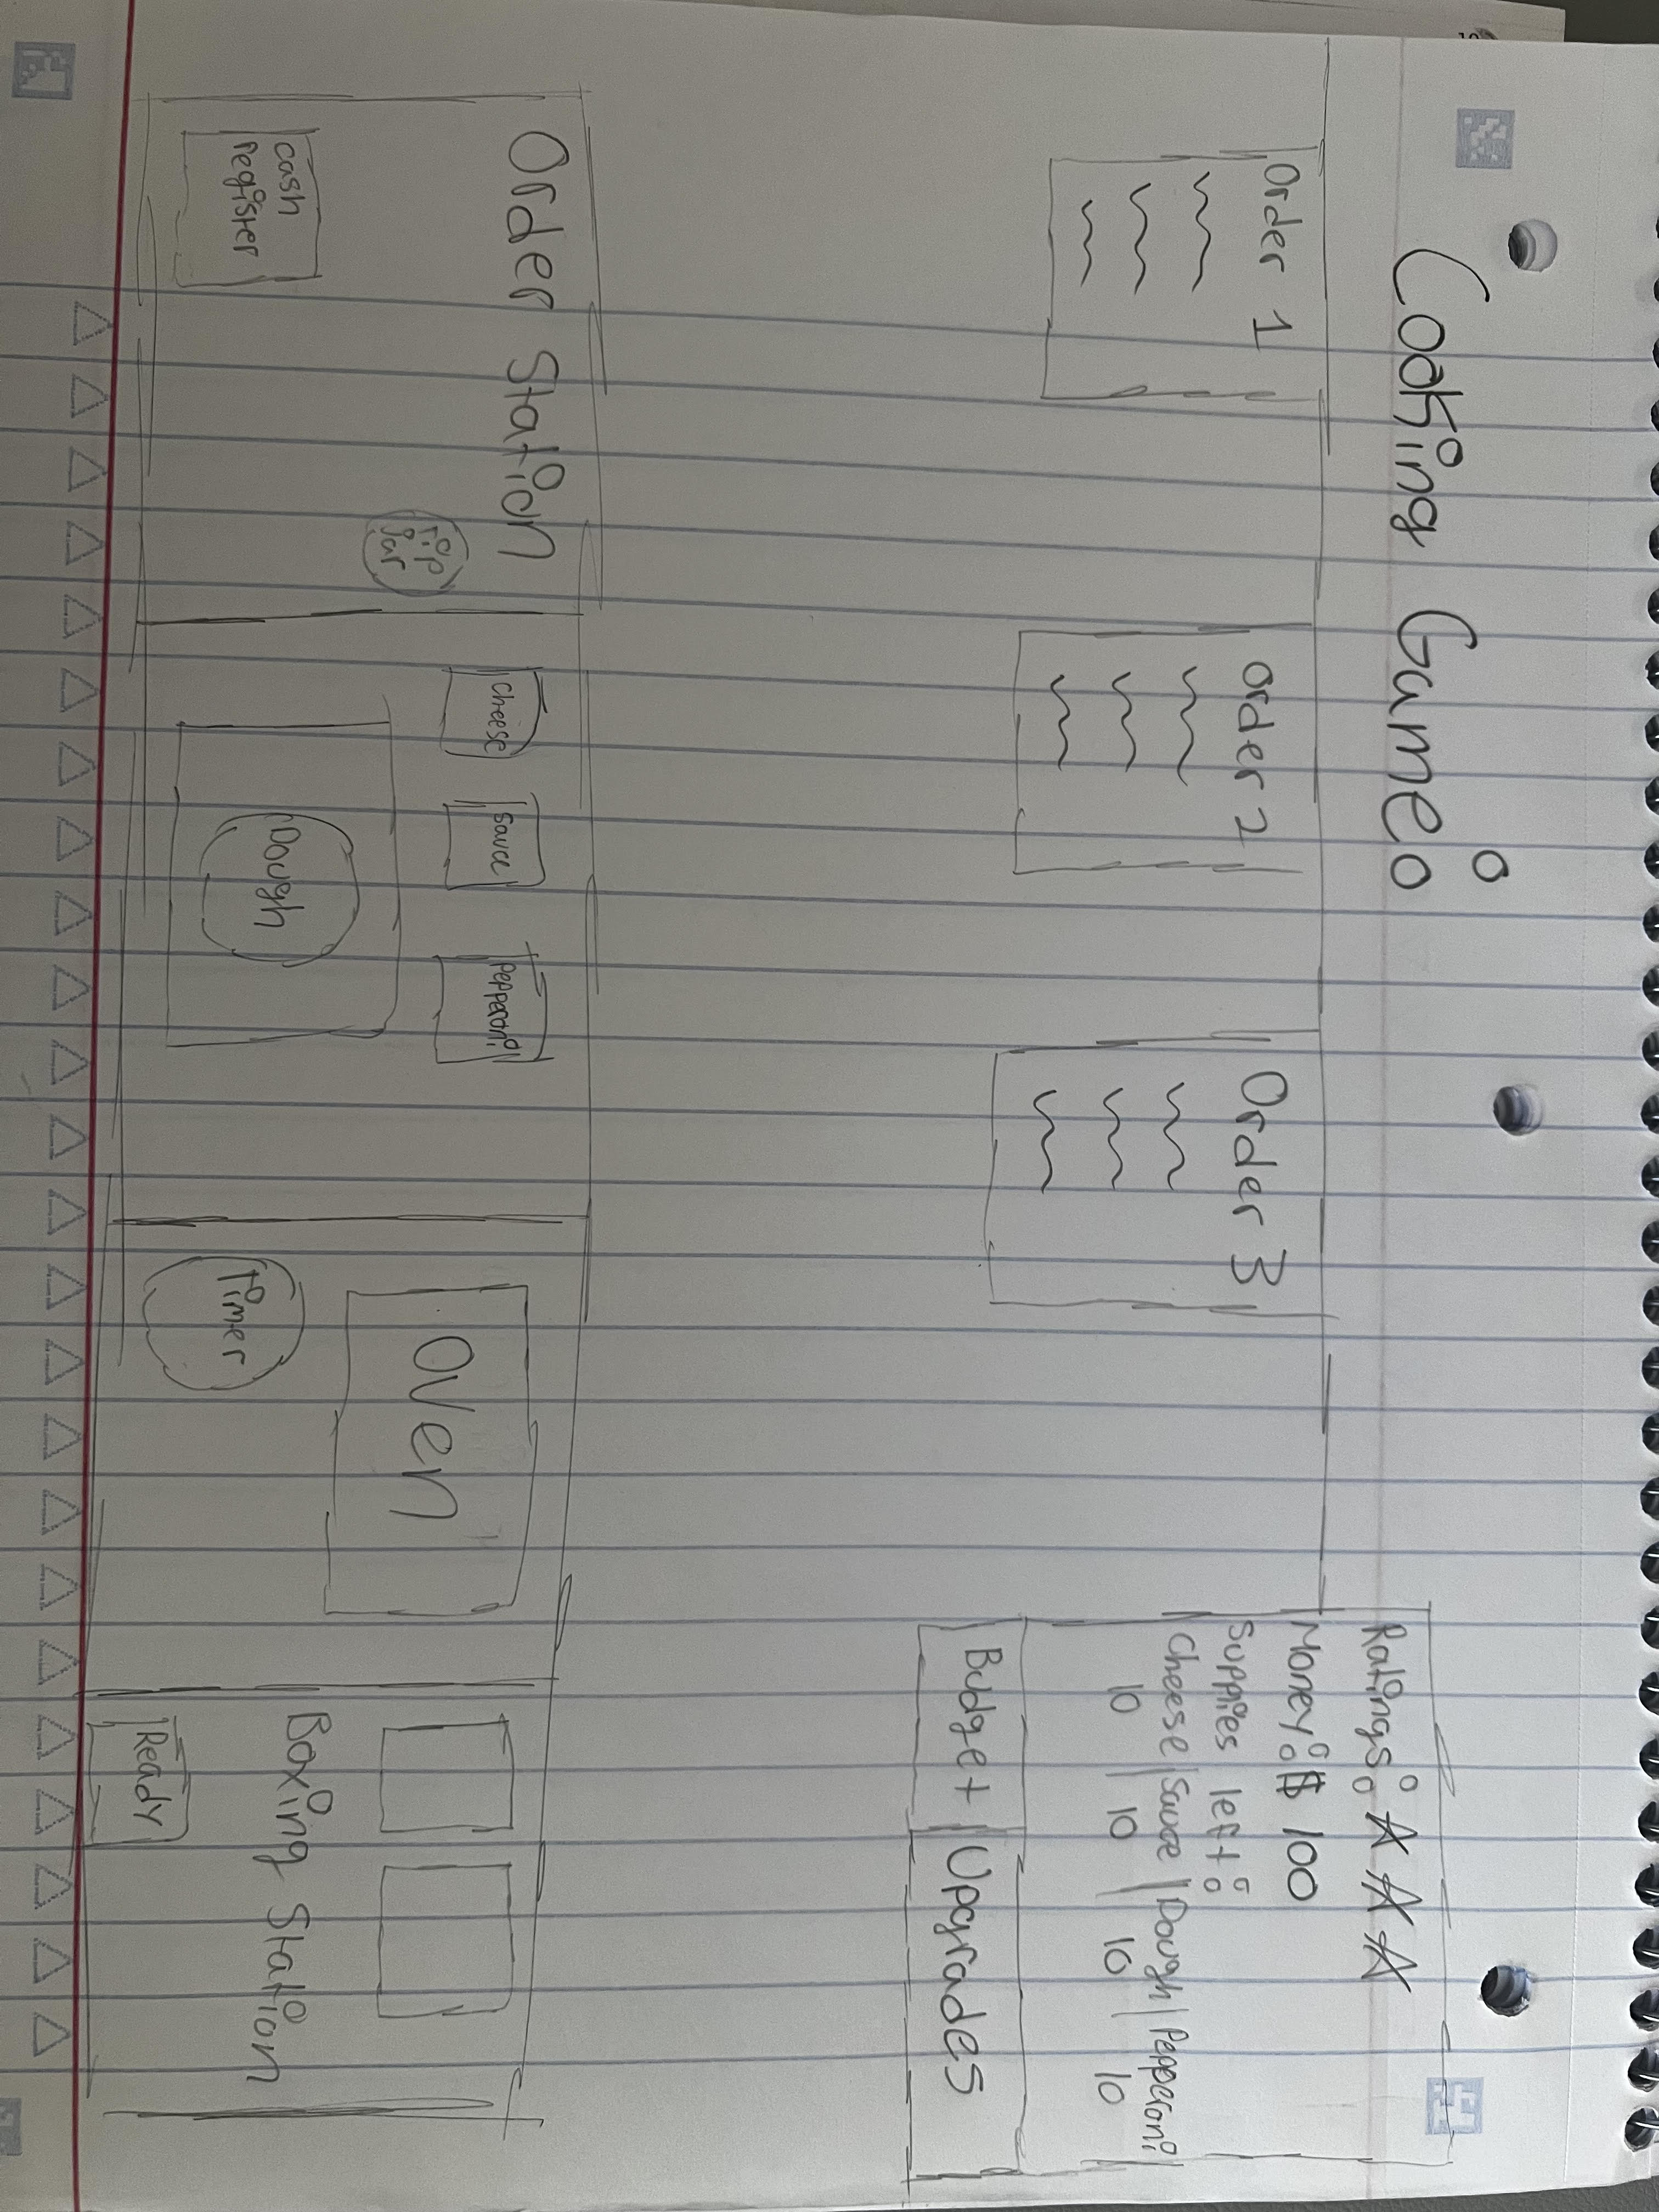 Cooking Game:
Order 1
Order 2
Order 3
Ratings: ☆☆☆
Money: $ 100
Supplies left:
Cheese | Sauce | Dough | Pepperoni
10 | 10 | 10 10
Budget | Upgrades
Order Station
Tip
Jar
Cash
register
Cheese
Sauce
Pepperoni
Dough
Oven
Timer
Boxing Station
Ready